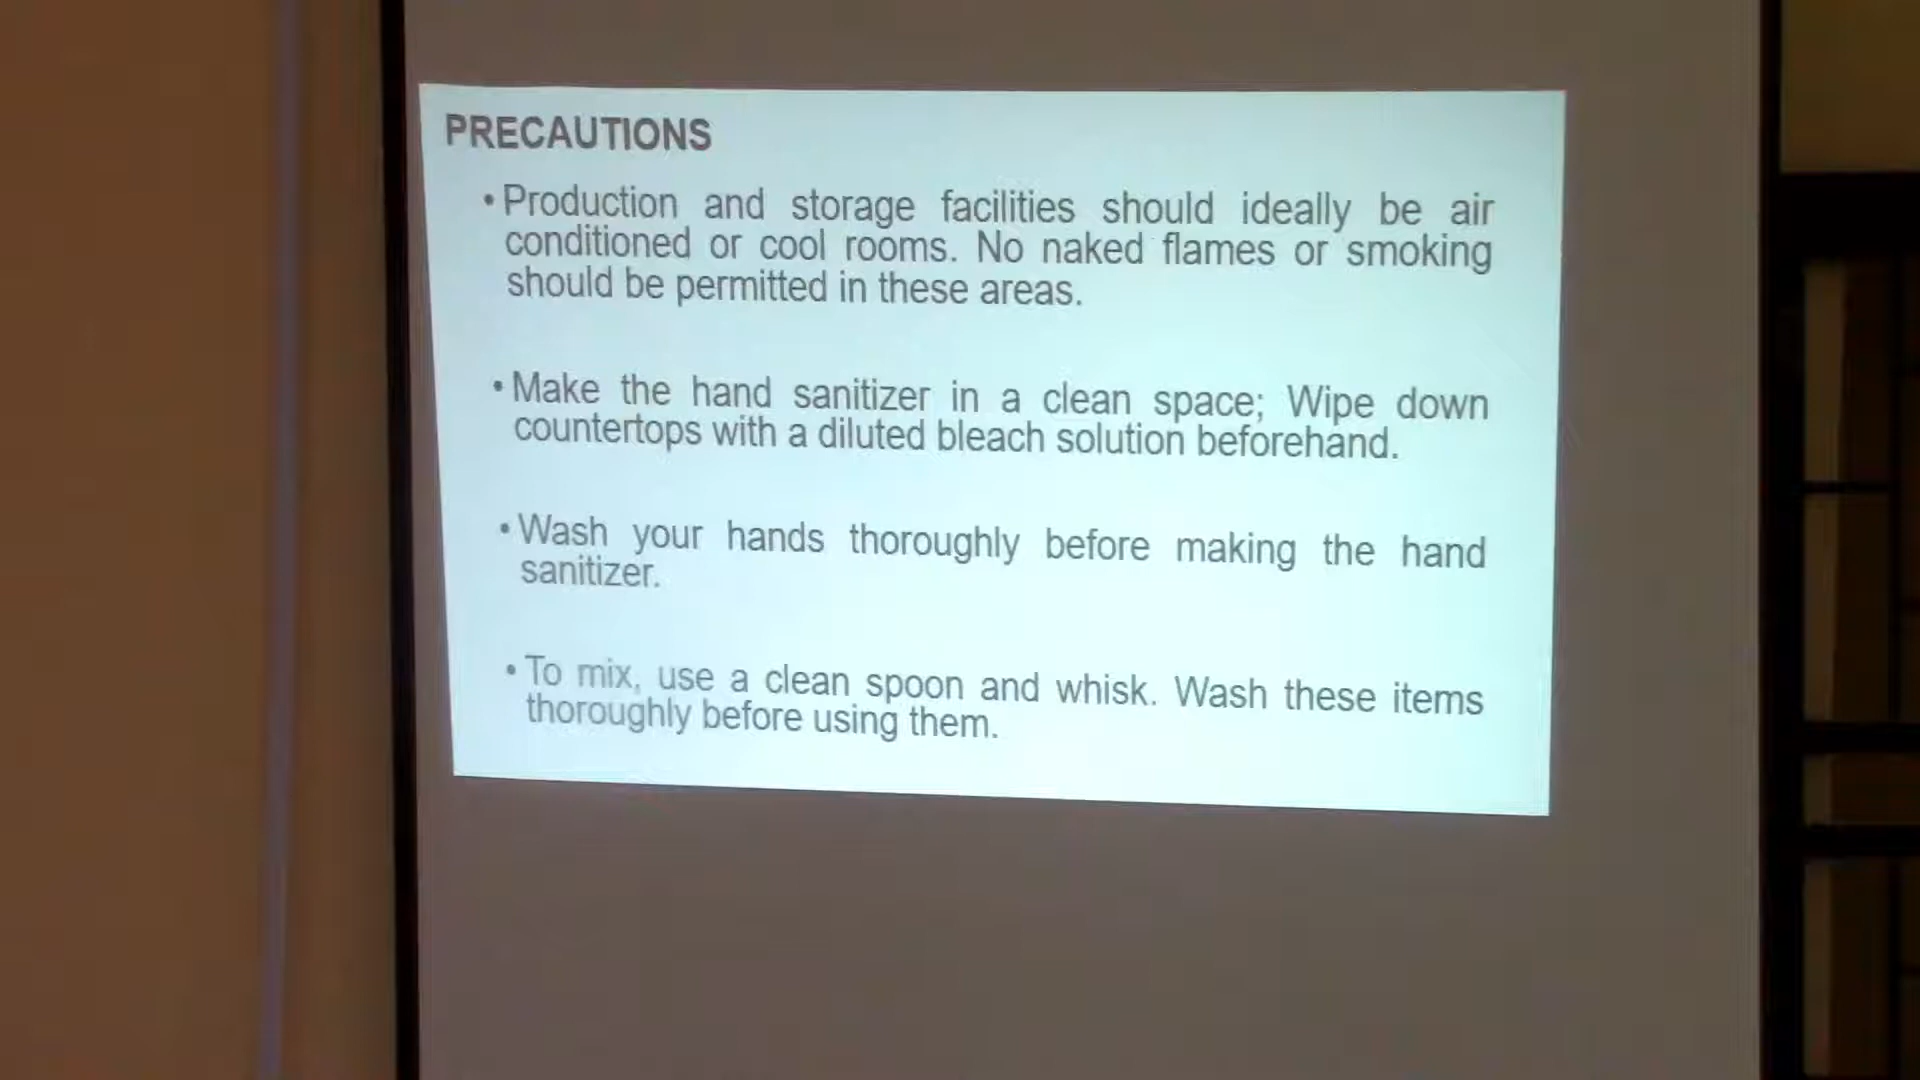 PRECAUTIONS
• Production and storage facilities should ideally be air
conditioned or cool rooms. No naked flames or smoking
should be permitted in these areas.
• Make the hand sanitizer in a clean space; Wipe down
countertops with a diluted bleach solution beforehand.
• Wash your hands thoroughly before making the hand
sanitizer.
• To mix, use a clean spoon and whisk. Wash these items
thoroughly before using them.